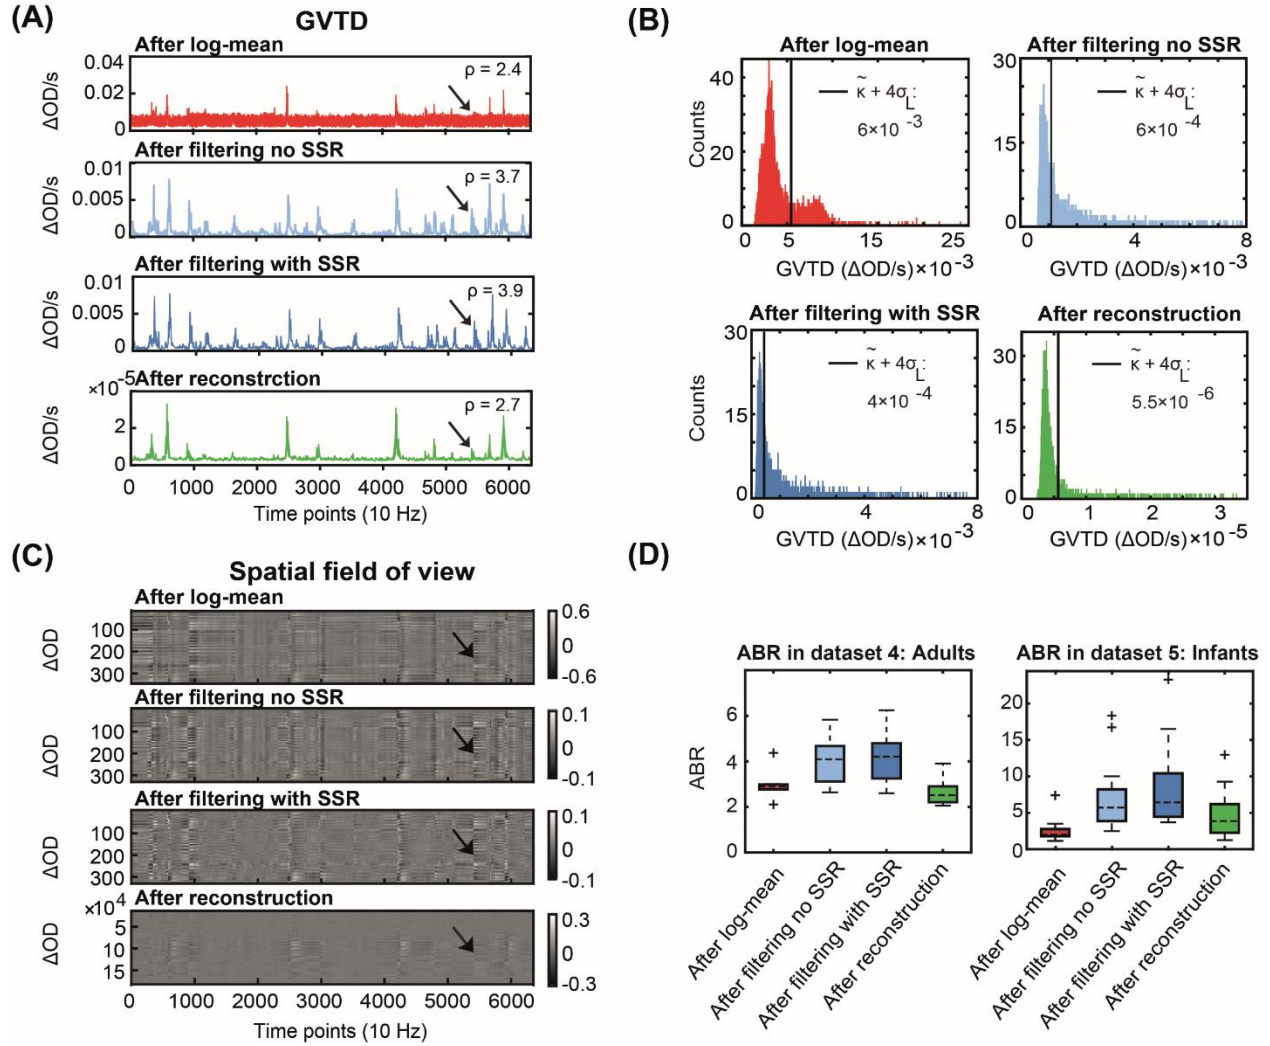 (A)
GVTD
After log-mean
0.04
0.02
0
ΔOD/s
ρ = 2.4
After filtering no SSR
0.01
0.005
0
ΔOD/s
ρ = 3.7
After filtering with SSR
0.01
0.005
0
ΔOD/s
ρ = 3.9
×10-5
After reconstrction
2
0
ΔOD/s
ρ = 2.7
0 1000 2000 3000 4000 5000 6000
Time points (10 Hz)
(B)
After log-mean
40
20
0
Counts
κ̃ + 4σL:
6×10-3
0 5 15 25
GVTD (ΔOD/s)×10-3
After filtering no SSR
30
15
0
κ̃ + 4σL:
6×10-4
0 4 8
GVTD (ΔOD/s)×10-3
After filtering with SSR
30
15
0
Counts
κ̃ + 4σL:
4×10-4
0 4 8
GVTD (ΔOD/s)×10-3
After reconstruction
30
15
0
κ̃ + 4σL:
5.5×10-6
0 1 2 3
GVTD (ΔOD/s)×10-5
(C)
Spatial field of view
After log-mean
100
200
300
ΔOD
0.6
0
-0.6
After filtering no SSR
100
200
300
ΔOD
0.1
0
-0.1
After filtering with SSR
100
200
300
ΔOD
0.1
0
-0.1
×104
After reconstruction
5
10
15
ΔOD
0.3
0
-0.3
0 1000 2000 3000 4000 5000 6000
Time points (10 Hz)
(D)
ABR in dataset 4: Adults
6
4
2
0
ABR
After log-mean
After filtering no SSR
After filtering with SSR
After reconstruction
ABR in dataset 5: Infants
20
15
10
5
0
After log-mean
After filtering no SSR
After filtering with SSR
After reconstruction